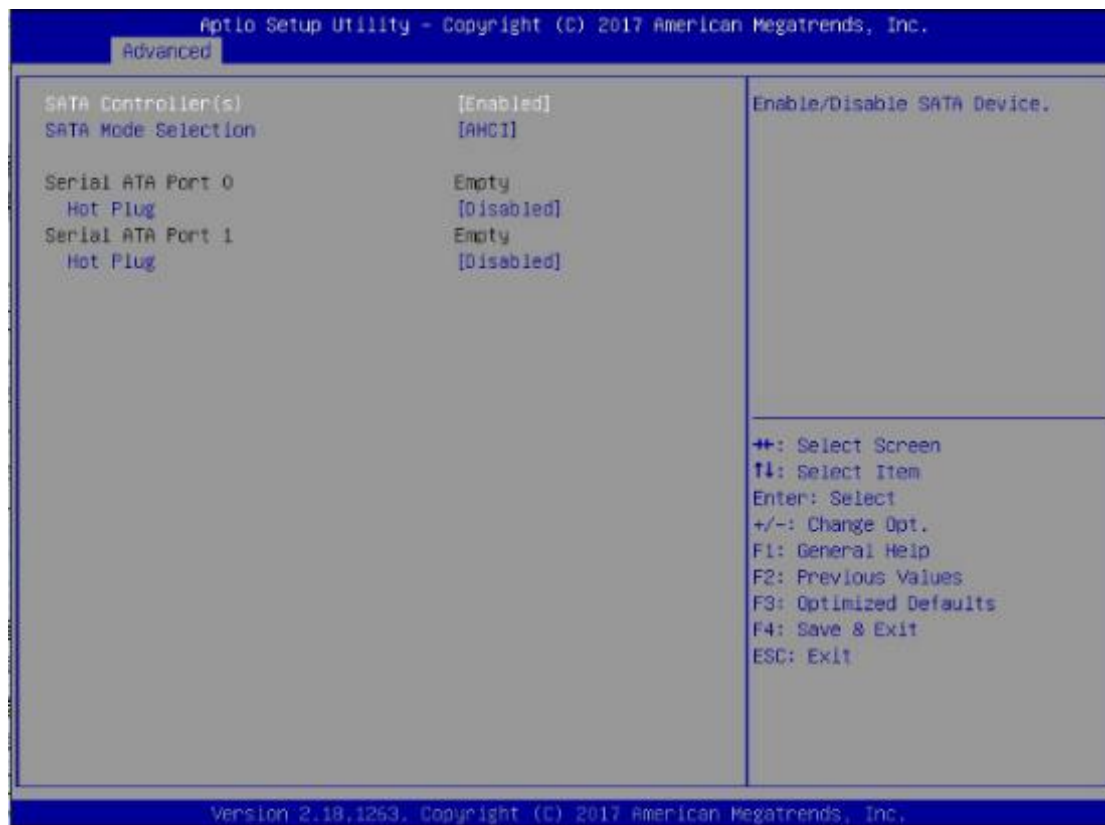 Aptio Setup Utility - Copyright (C) 2017 American Megatrends, Inc.
Advanced
SATA Controller(s) [Enabled]
SATA Mode Selection [AHCI]
Serial ATA Port 0 Empty
Hot Plug [Disabled]
Serial ATA Port 1 Empty
Hot Plug [Disabled]
Enable/Disable SATA Device.
→←: Select Screen
↑↓: Select Item
Enter: Select
+/-: Change Opt.
F1: General Help
F2: Previous Values
F3: Optimized Defaults
F4: Save & Exit
ESC: Exit
Version 2.18.1263. Copyright (C) 2017 American Megatrends, Inc.